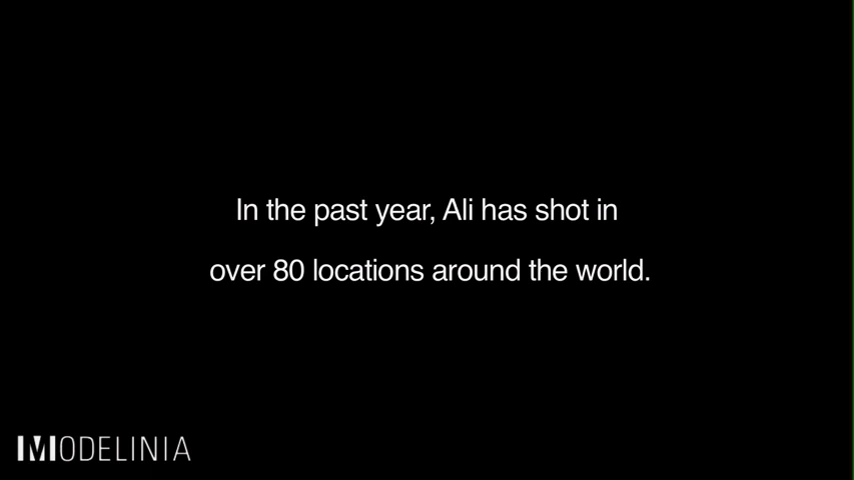 In the past year, Ali has shot in
over 80 locations around the world.
MODELINIA